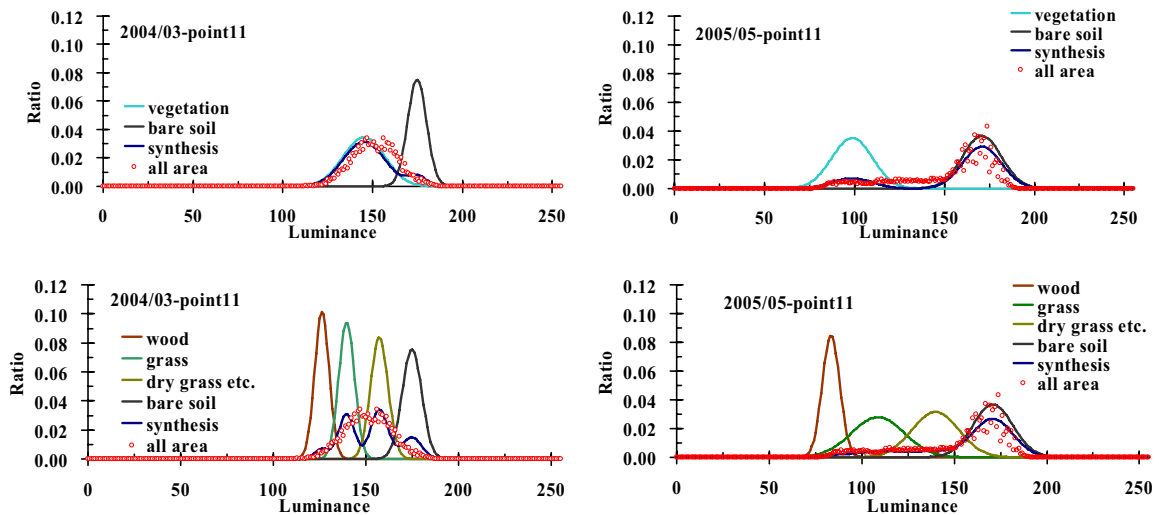 0.12
0.10
0.08
0.06
0.04
0.02
0.00
Ratio
2004/03-point11
vegetation
bare soil
synthesis
all area
0 50 100 150 200 250
Luminance
0.12
0.10
0.08
0.06
0.04
0.02
0.00
Ratio
2005/05-point11
vegetation
bare soil
synthesis
all area
0 50 100 150 200 250
Luminance
0.12
0.10
0.08
0.06
0.04
0.02
0.00
Ratio
2004/03-point11
wood
grass
dry grass etc.
bare soil
synthesis
all area
0 50 100 150 200 250
Luminance
0.12
0.10
0.08
0.06
0.04
0.02
0.00
Ratio
2005/05-point11
wood
grass
dry grass etc.
bare soil
synthesis
all area
0 50 100 150 200 250
Luminance